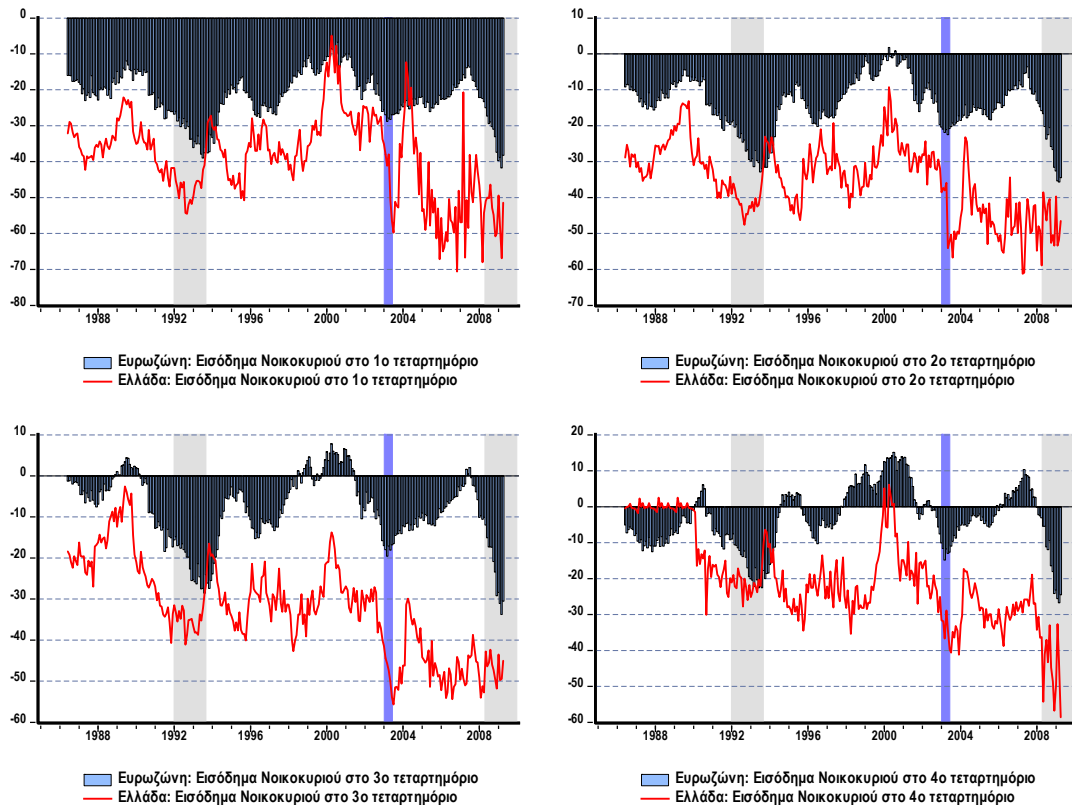 0
-10
-20
-30
-40
-50
-60
-70
-80
1988 1992 1996 2000 2004 2008
Ευρωζώνη: Εισόδημα Νοικοκυριού στο 1ο τεταρτημόριο
Ελλάδα: Εισόδημα Νοικοκυριού στο 1ο τεταρτημόριο
10
0
-10
-20
-30
-40
-50
-60
-70
1988 1992 1996 2000 2004 2008
Ευρωζώνη: Εισόδημα Νοικοκυριού στο 2ο τεταρτημόριο
Ελλάδα: Εισόδημα Νοικοκυριού στο 2ο τεταρτημόριο
10
0
-10
-20
-30
-40
-50
-60
1988 1992 1996 2000 2004 2008
Ευρωζώνη: Εισόδημα Νοικοκυριού στο 3ο τεταρτημόριο
Ελλάδα: Εισόδημα Νοικοκυριού στο 3ο τεταρτημόριο
20
10
0
-10
-20
-30
-40
-50
-60
1988 1992 1996 2000 2004 2008
Ευρωζώνη: Εισόδημα Νοικοκυριού στο 4ο τεταρτημόριο
Ελλάδα: Εισόδημα Νοικοκυριού στο 4ο τεταρτημόριο